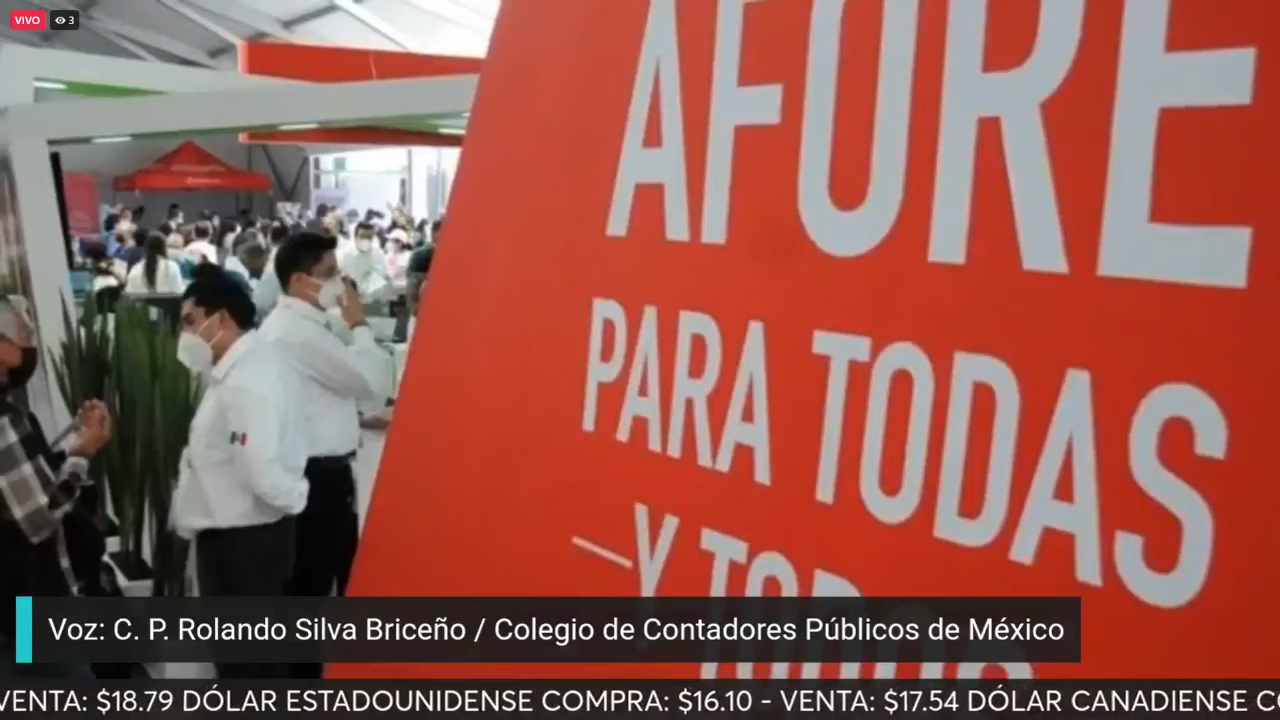 VIVO
3
AFORE
PARA TODAS
Y TODOS
Voz: C. P. Rolando Silva Briceño / Colegio de Contadores Públicos de México
VENTA: $18.79 DÓLAR ESTADOUNIDENSE COMPRA: $16.10 - VENTA: $17.54 DÓLAR CANADIENSE